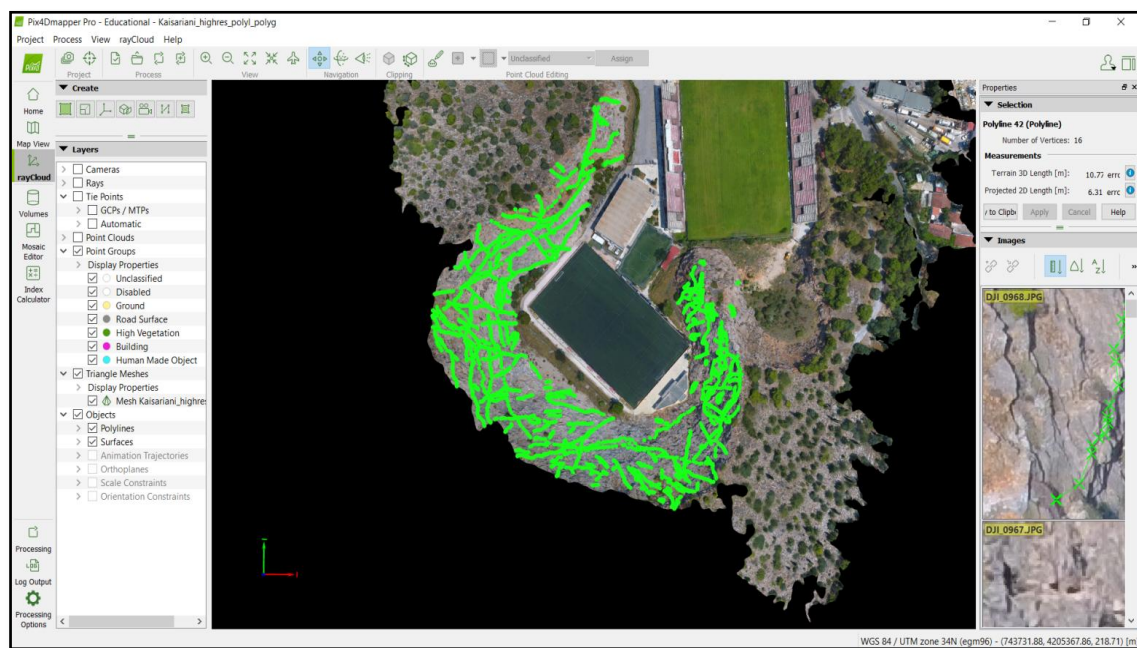 Pix4Dmapper Pro - Educational - Kaisariani_highres_polyl_polyg
Project Process View rayCloud Help
Unclassified Assign
Project Process View Navigation Clipping Point Cloud Editing
Home
Map View
rayCloud
Volumes
Mosaic
Editor
Index
Calculator
Processing
Log Output
Processing
Options
Create
Layers
Cameras
Rays
Tie Points
GCPs / MTPs
Automatic
Point Clouds
Point Groups
Display Properties
Unclassified
Disabled
Ground
Road Surface
High Vegetation
Building
Human Made Object
Triangle Meshes
Display Properties
Mesh Kaisariani_highres
Objects
Polylines
Surfaces
Animation Trajectories
Orthoplanes
Scale Constraints
Orientation Constraints
Properties
Selection
Polyline 42 (Polyline)
Number of Vertices: 16
Measurements
Terrain 3D Length [m]: 10.77 errc
Projected 2D Length [m]: 6.31 errc
to Clipb Apply Cancel Help
Images
DJI_0968.JPG
DJI_0967.JPG
WGS 84 / UTM zone 34N (egm96) - (743731.88, 4205367.86, 218.71) [m]